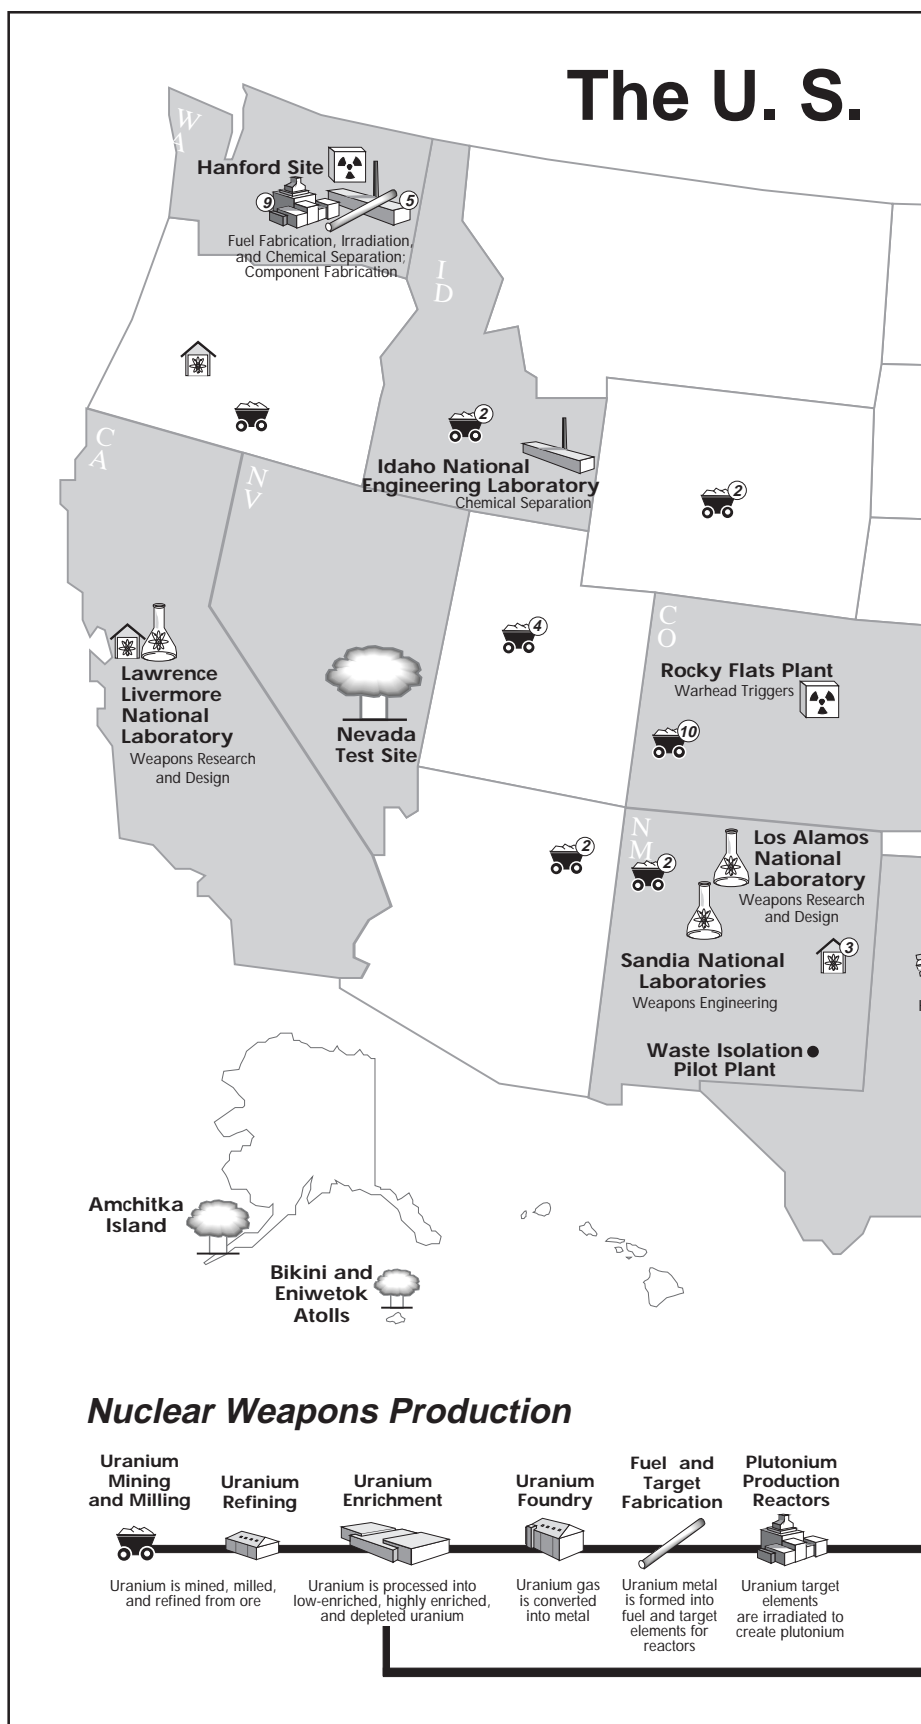 The U. S.
W
A
Hanford Site
9
5
Fuel Fabrication, Irradiation,
and Chemical Separation;
Component Fabrication
I
D
2
Idaho National
Engineering Laboratory
Chemical Separation
C
A
N
V
2
4
C
O
Rocky Flats Plant
Warhead Triggers
10
Lawrence
Livermore
National
Laboratory
Weapons Research
and Design
Nevada
Test Site
2
N
M
2
Los Alamos
National
Laboratory
Weapons Research
and Design
3
Sandia National
Laboratories
Weapons Engineering
Waste Isolation
Pilot Plant
Amchitka
Island
Bikini and
Eniwetok
Atolls
Nuclear Weapons Production
Uranium
Mining
and Milling
Uranium is mined, milled,
and refined from ore
Uranium
Refining
Uranium
Enrichment
Uranium is processed into
low-enriched, highly enriched,
and depleted uranium
Uranium
Foundry
Uranium gas
is converted
into metal
Fuel and
Target
Fabrication
Uranium metal
is formed into
fuel and target
elements for
reactors
Plutonium
Production
Reactors
Uranium target
elements
are irradiated to
create plutonium